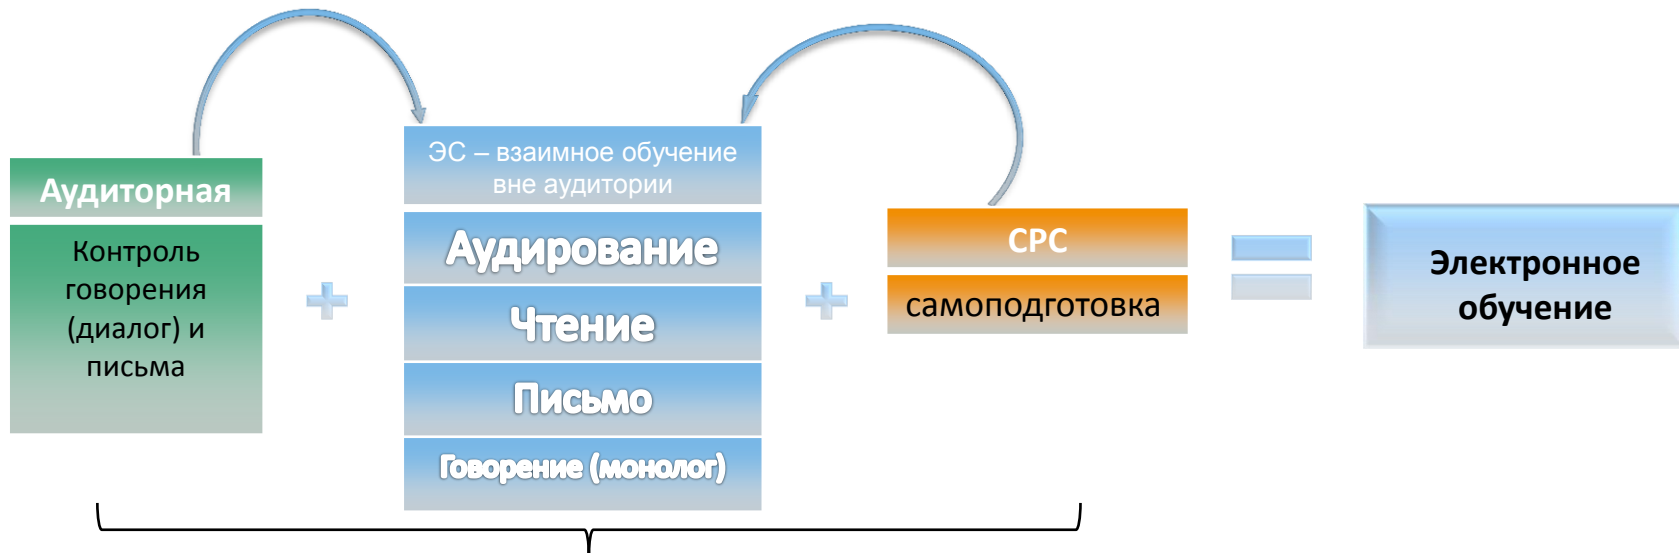 Аудиторная
Контроль
говорения
(диалог) и
письма
ЭС – взаимное обучение
вне аудитории
Аудирование
Чтение
Письмо
Говорение (монолог)
СРС
самоподготовка
Электронное
обучение